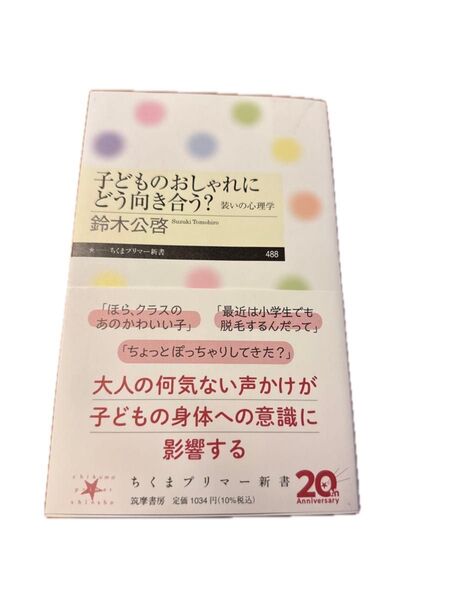 子どものおしゃれに
どう向き合う? 装いの心理学
鈴木公啓 Suzuki Tomohiro
★――ちくまプリマー新書
488
「ほら、クラスの
あのかわいい子」
「最近は小学生でも
脱毛するんだって」
「ちょっとぽっちゃりしてきた?」
大人の何気ない声かけが
子どもの身体への意識に
影響する
chikuma
primer
shinsho
ちくまプリマー新書
筑摩書房 定価1034円(10%税込)
20th
Anniversary